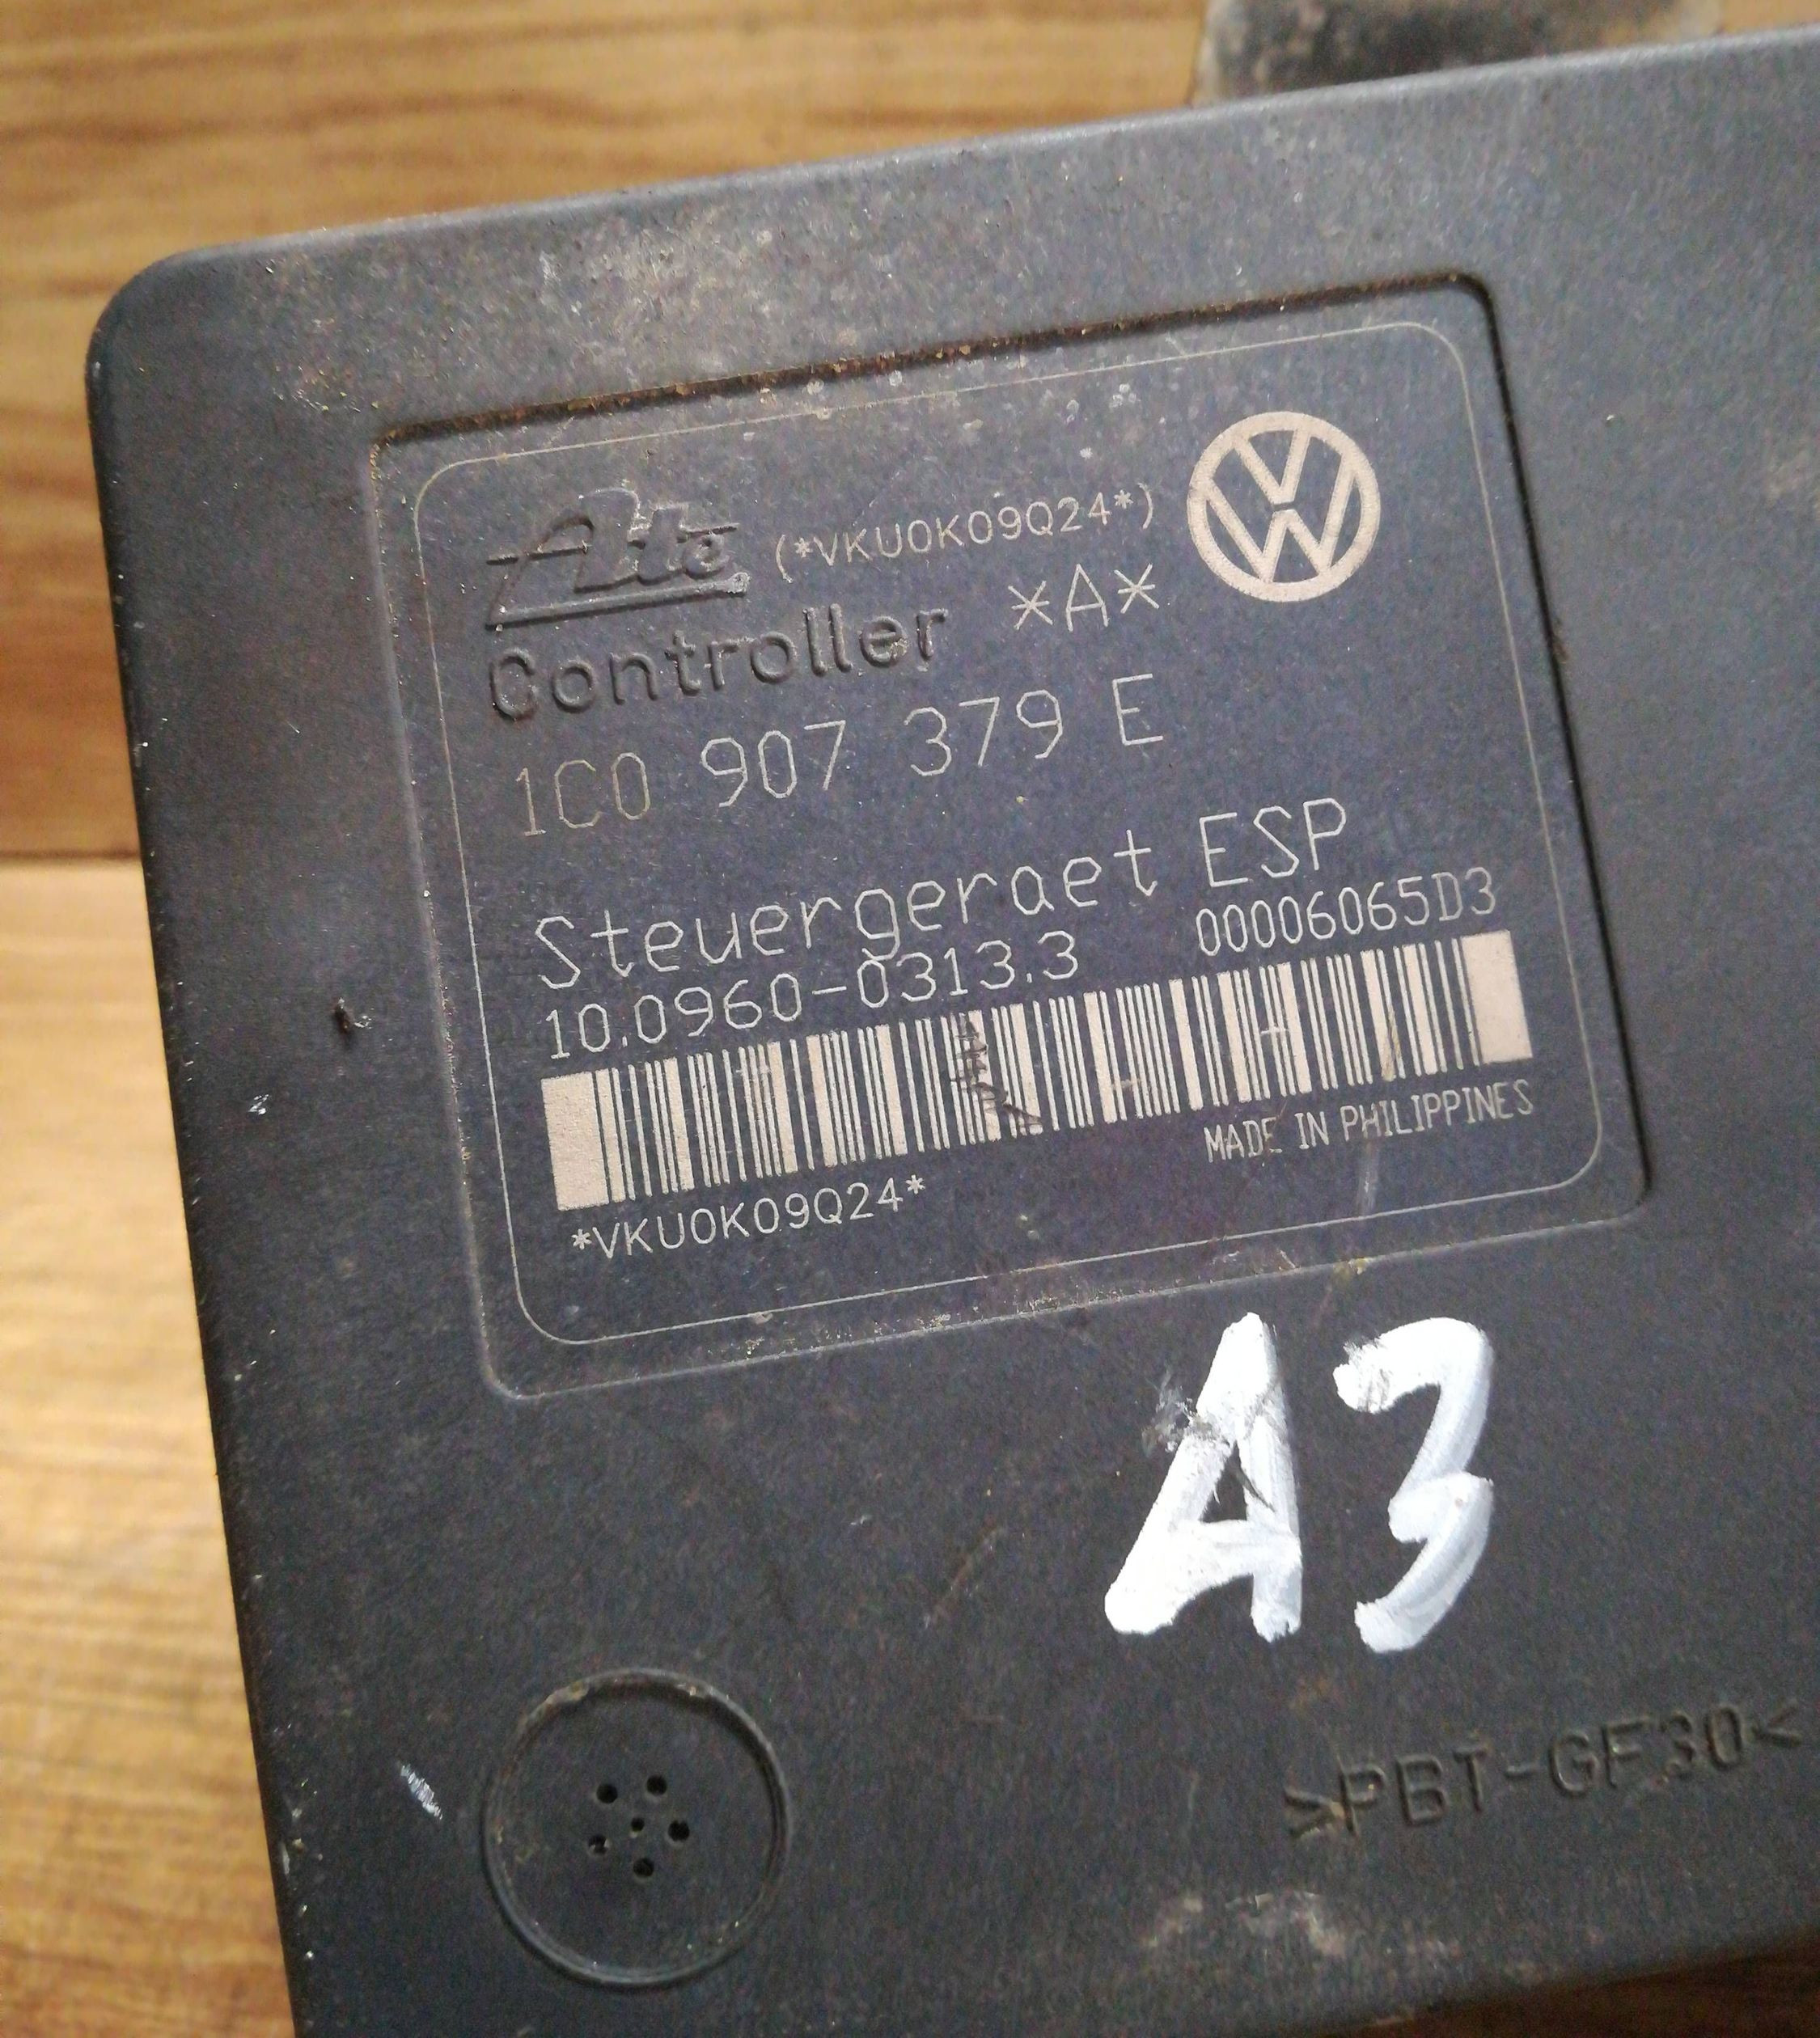 Ate (*VKU0K09Q24*)
Controller *A*
1C0 907 379 E
Steuergeraet ESP
10.0960-0313.3 00006065D3
MADE IN PHILIPPINES
*VKU0K09Q24*
A3
>PBT-GF30<